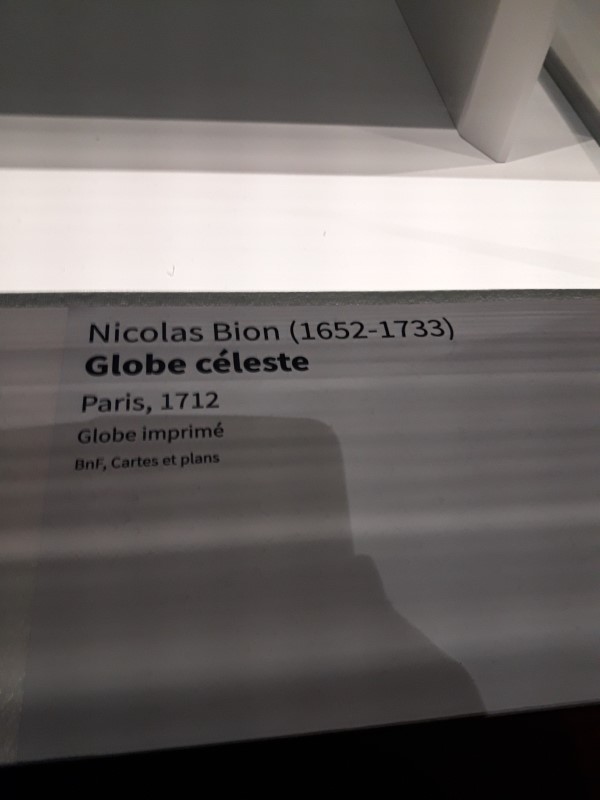 Nicolas Bion (1652-1733)
Globe céleste
Paris, 1712
Globe imprimé
BnF, Cartes et plans